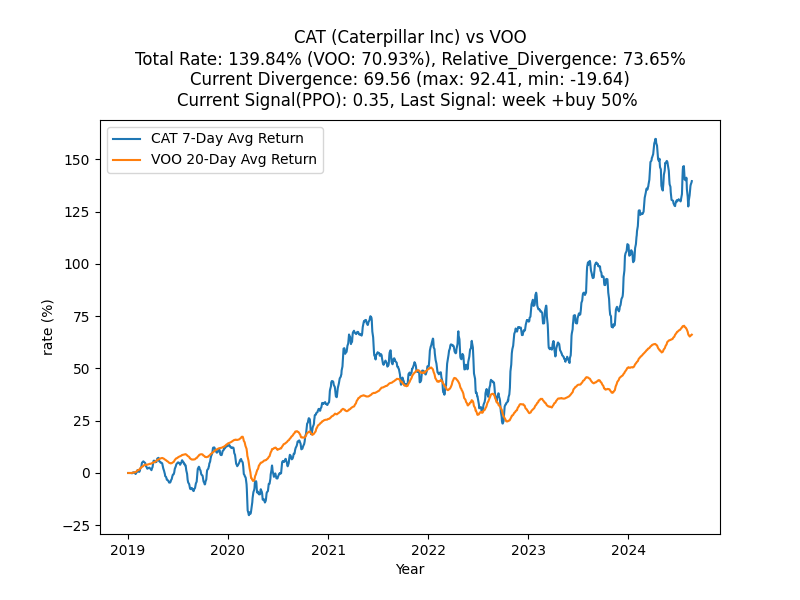 CAT (Caterpillar Inc) vs VOO
Total Rate: 139.84% (VOO: 70.93%), Relative_Divergence: 73.65%
Current Divergence: 69.56 (max: 92.41, min: -19.64)
Current Signal(PPO): 0.35, Last Signal: week +buy 50%
CAT 7-Day Avg Return
VOO 20-Day Avg Return
rate (%)
150
125
100
75
50
25
0
−25
2019 2020 2021 2022 2023 2024
Year